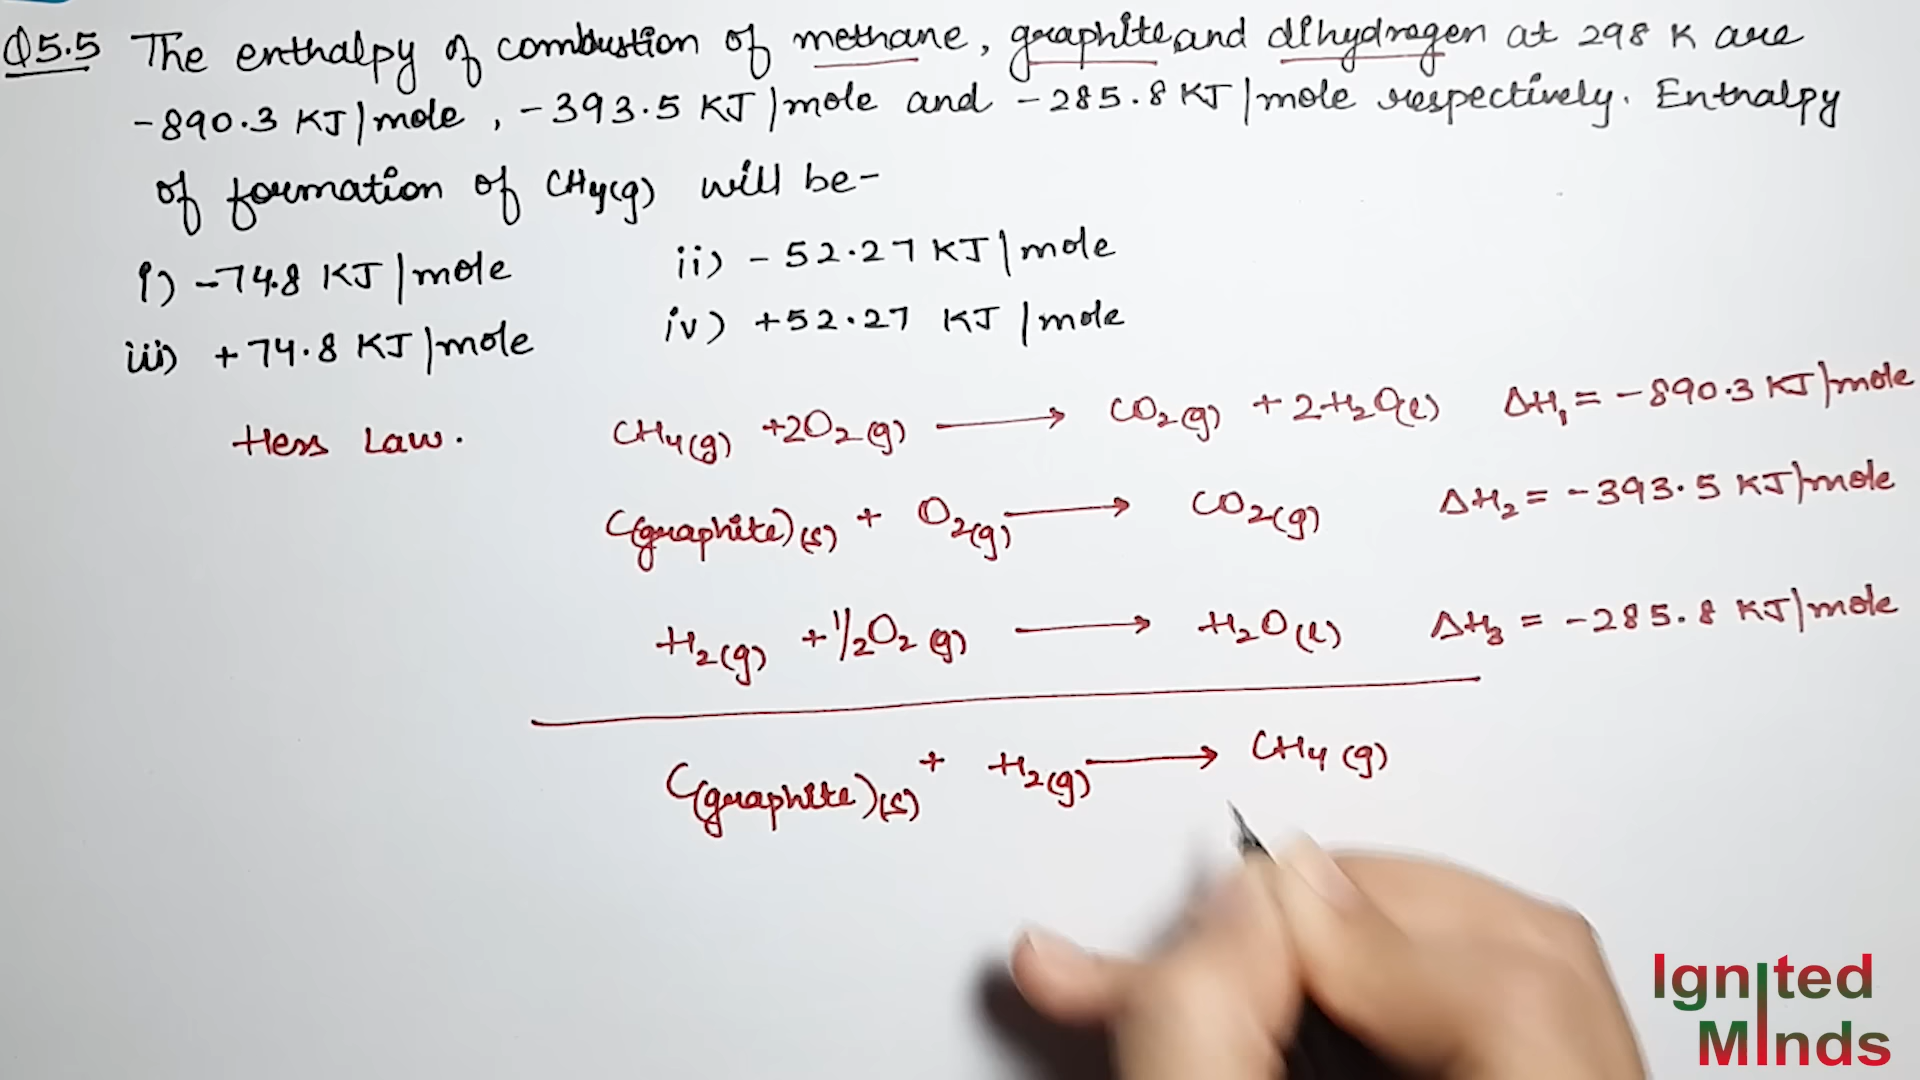 Q5.5 The enthalpy of combustion of methane, graphite and dihydrogen at 298 K are
-890.3 KJ/mole, -393.5 KJ/mole and -285.8 KJ/mole respectively. Enthalpy
of formation of CH4(g) will be-
i) -74.8 KJ/mole ii) -52.27 KJ/mole
iii) +74.8 KJ/mole iv) +52.27 KJ/mole
Hess Law. CH4(g) +2O2(g) ⟶ CO2(g) +2H2O(l) ΔH1 = -890.3 KJ/mole
C(graphite)(s) + O2(g) ⟶ CO2(g) ΔH2 = -393.5 KJ/mole
H2(g) +1/2O2(g) ⟶ H2O(l) ΔH3 = -285.8 KJ/mole
C(graphite)(s) + H2(g) ⟶ CH4(g)
Ignited
Minds